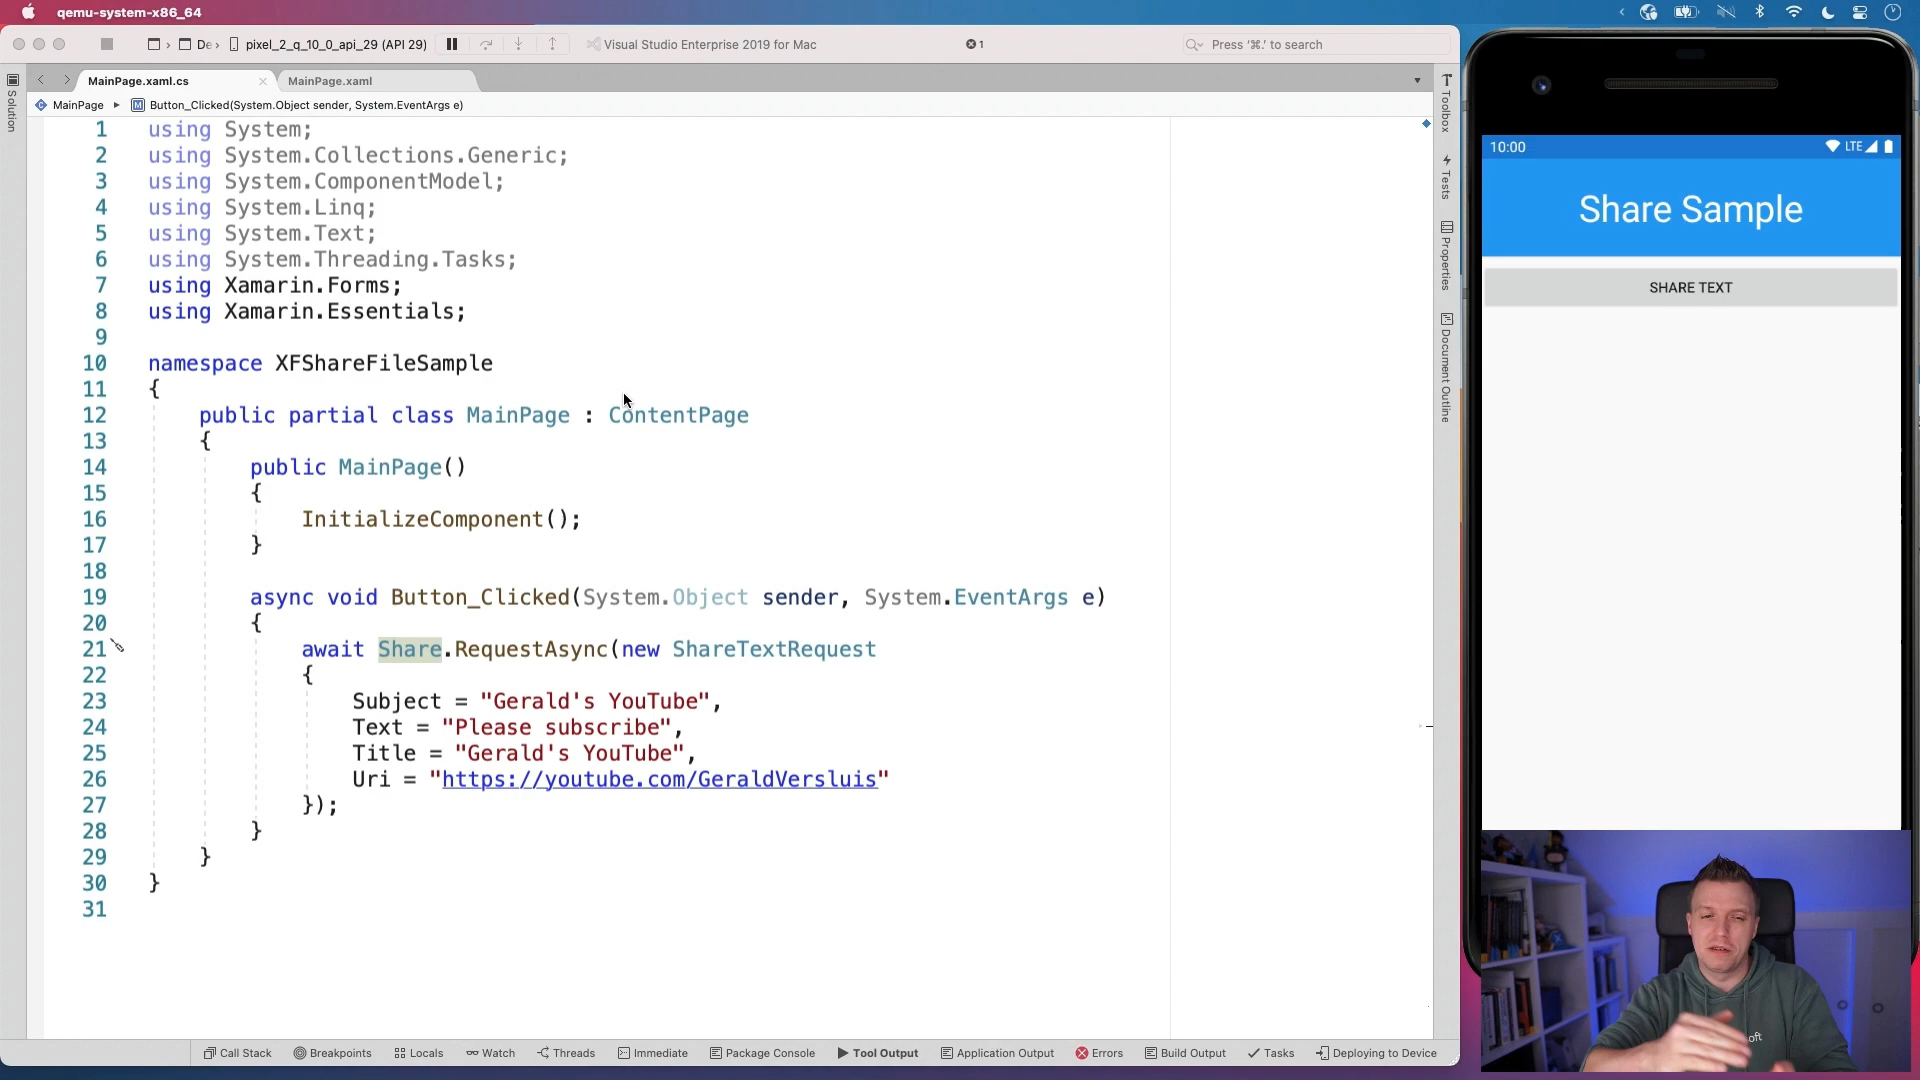 qemu-system-x86_64
De
pixel_2_q_10_0_api_29 (API 29)
Visual Studio Enterprise 2019 for Mac
1
Press ‘⌘.’ to search
MainPage.xaml.cs
MainPage.xaml
MainPage
Button_Clicked(System.Object sender, System.EventArgs e)
Solution
1 using System;
2 using System.Collections.Generic;
3 using System.ComponentModel;
4 using System.Linq;
5 using System.Text;
6 using System.Threading.Tasks;
7 using Xamarin.Forms;
8 using Xamarin.Essentials;
9
10 namespace XFShareFileSample
11 {
12 public partial class MainPage : ContentPage
13 {
14 public MainPage()
15 {
16 InitializeComponent();
17 }
18
19 async void Button_Clicked(System.Object sender, System.EventArgs e)
20 {
21 await Share.RequestAsync(new ShareTextRequest
22 {
23 Subject = "Gerald's YouTube",
24 Text = "Please subscribe",
25 Title = "Gerald's YouTube",
26 Uri = "https://youtube.com/GeraldVersluis"
27 });
28 }
29 }
30 }
31
Toolbox
Tests
Properties
Document Outline
Call Stack
Breakpoints
Locals
Watch
Threads
Immediate
Package Console
Tool Output
Application Output
Errors
Build Output
Tasks
Deploying to Device
10:00
LTE
Share Sample
SHARE TEXT
oft